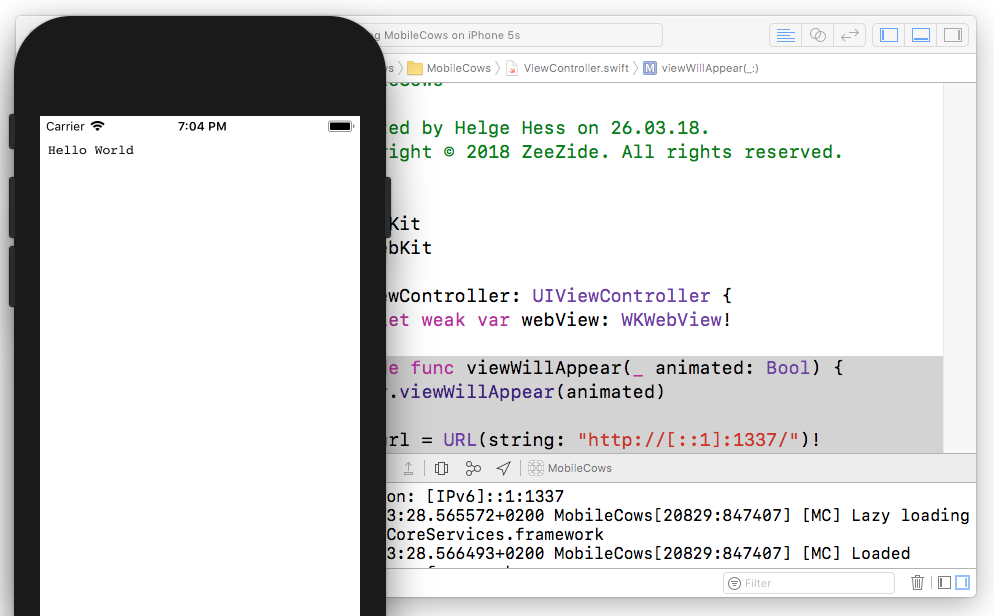 Carrier 7:04 PM
Hello World
MobileCows on iPhone 5s
MobileCows ViewController.swift M viewWillAppear(_:)
ed by Helge Hess on 26.03.18.
right © 2018 ZeeZide. All rights reserved.
Kit
bKit
wController: UIViewController {
et weak var webView: WKWebView!
e func viewWillAppear(_ animated: Bool) {
.viewWillAppear(animated)
rl = URL(string: "http://[::1]:1337/")!
MobileCows
on: [IPv6]::1:1337
3:28.565572+0200 MobileCows[20829:847407] [MC] Lazy loading
CoreServices.framework
3:28.566493+0200 MobileCows[20829:847407] [MC] Loaded
Filter